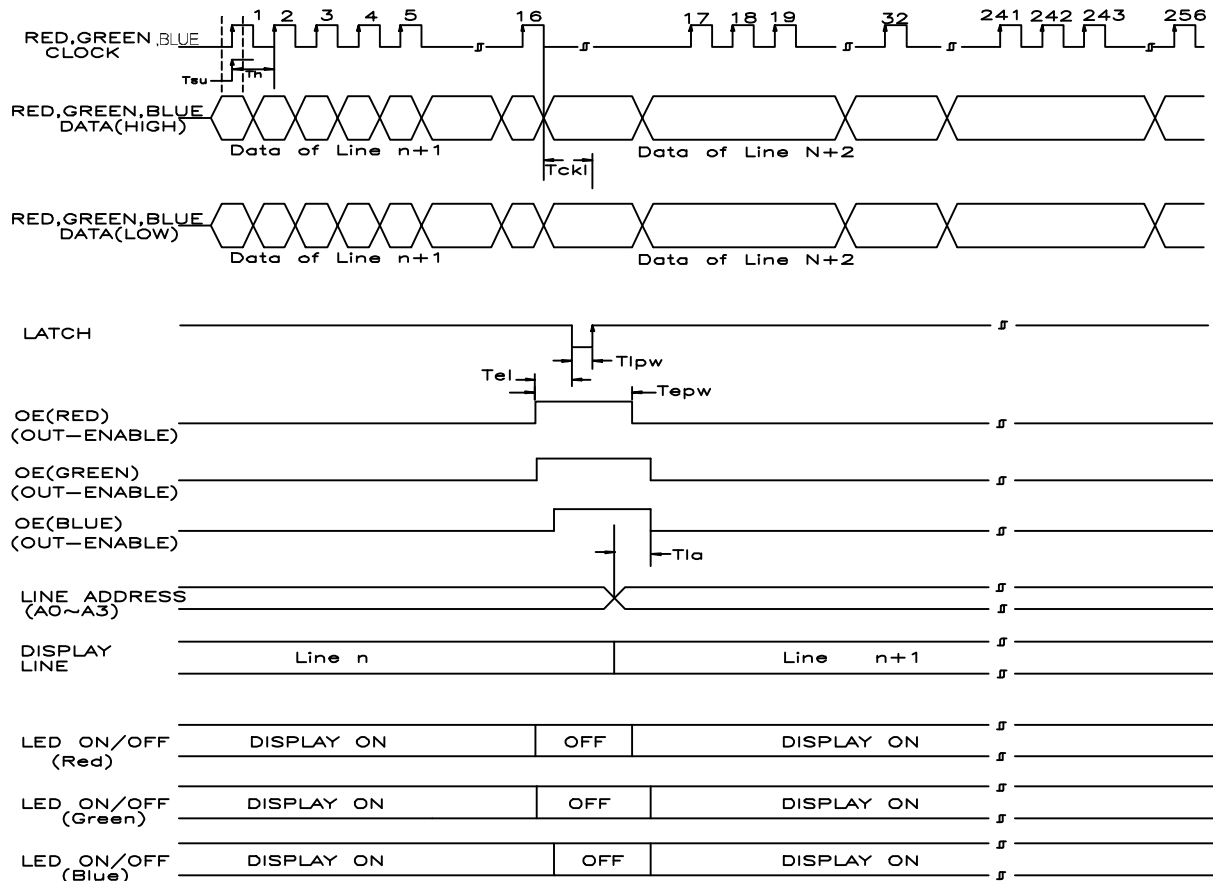 1 2 3 4 5 16 17 18 19 32 241 242 243 256
RED,GREEN,BLUE
CLOCK
Tsu Th
RED,GREEN,BLUE
DATA(HIGH)
Data of Line n+1 Data of Line N+2
Tckl
RED,GREEN,BLUE
DATA(LOW)
Data of Line n+1 Data of Line N+2
LATCH
Tlpw
Tel Tepw
OE(RED)
(OUT-ENABLE)
OE(GREEN)
(OUT-ENABLE)
OE(BLUE)
(OUT-ENABLE)
Tla
LINE ADDRESS
(A0~A3)
DISPLAY
LINE
Line n Line n+1
LED ON/OFF
(Red)
DISPLAY ON OFF DISPLAY ON
LED ON/OFF
(Green)
DISPLAY ON OFF DISPLAY ON
LED ON/OFF
(Blue)
DISPLAY ON OFF DISPLAY ON